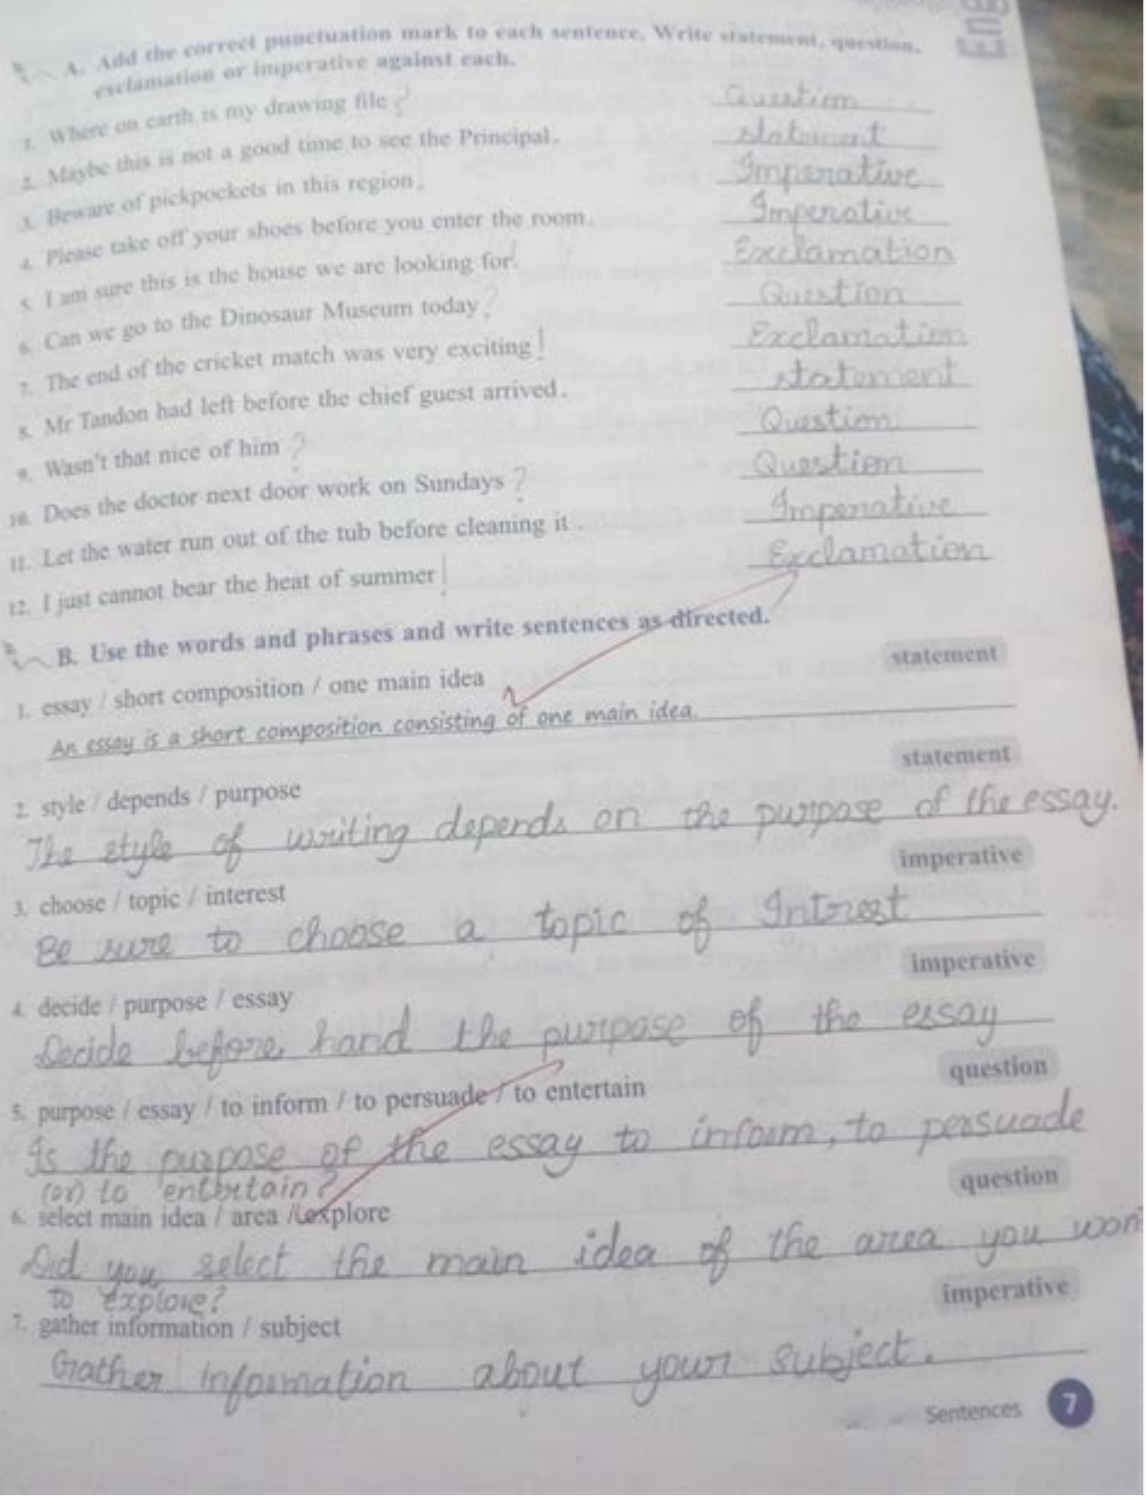 Eng
A. Add the correct punctuation mark to each sentence. Write statement, question,
exclamation or imperative against each.
1. Where on earth is my drawing file? Question
2. Maybe this is not a good time to see the Principal. statement
3. Beware of pickpockets in this region. Imperative
4. Please take off your shoes before you enter the room. Imperative
5. I am sure this is the house we are looking for! Exclamation
6. Can we go to the Dinosaur Museum today? Question
7. The end of the cricket match was very exciting! Exclamation
8. Mr Tandon had left before the chief guest arrived. statement
9. Wasn't that nice of him? Question
10. Does the doctor next door work on Sundays? Question
11. Let the water run out of the tub before cleaning it. Imperative
12. I just cannot bear the heat of summer! Exclamation
B. Use the words and phrases and write sentences as directed.
1. essay / short composition / one main idea statement
An essay is a short composition consisting of one main idea.
2. style / depends / purpose statement
The style of writing depends on the purpose of the essay.
3. choose / topic / interest imperative
Be sure to choose a topic of Intrest
4. decide / purpose / essay imperative
Decide before hand the purpose of the essay
5. purpose / essay / to inform / to persuade / to entertain question
Is the purpose of the essay to inform, to persuade
(or) to entertain?
6. select main idea / area / explore question
Did you select the main idea of the area you won
to explore?
7. gather information / subject imperative
Gather information about your subject.
Sentences 7